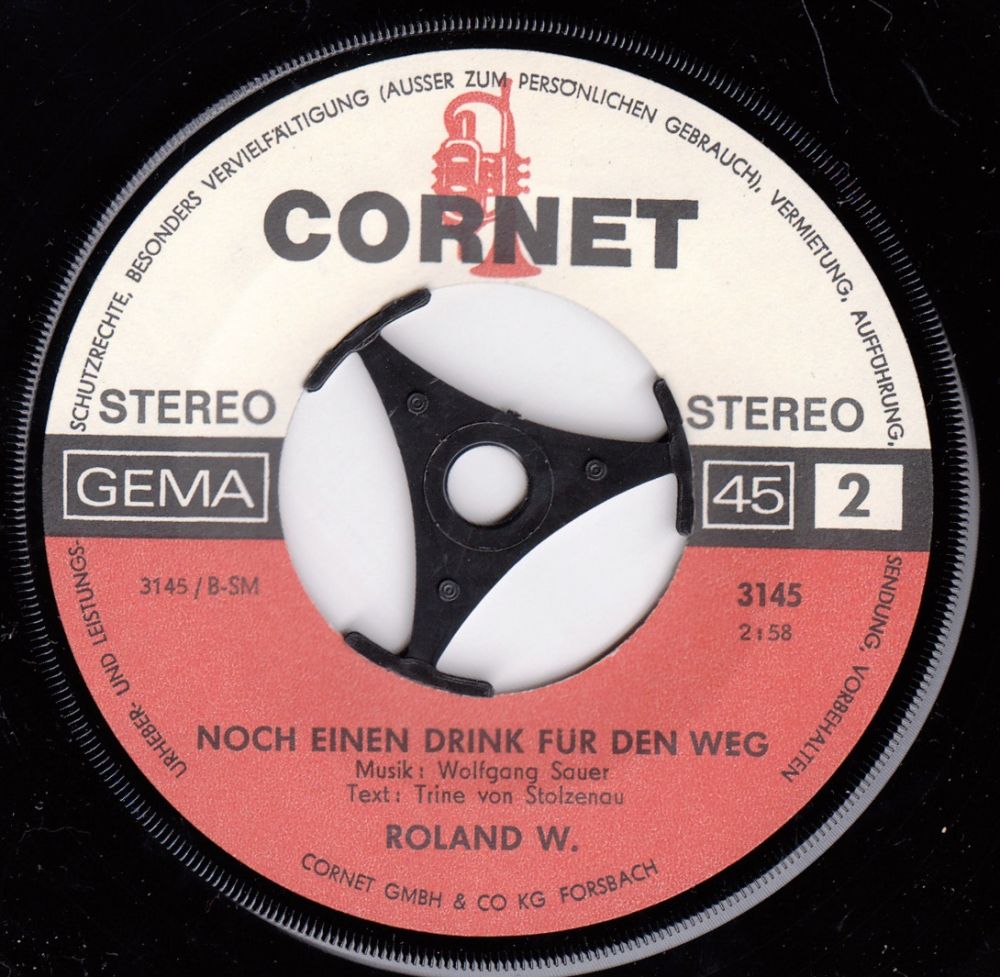 URHEBER- UND LEISTUNGS-SCHUTZRECHTE, BESONDERS VERVIELFÄLTIGUNG (AUSSER ZUM PERSÖNLICHEN GEBRAUCH), VERMIETUNG, AUFFÜHRUNG, SENDUNG, VORBEHALTEN
CORNET
STEREO STEREO
GEMA 45 2
3145 / B-SM 3145
2:58
NOCH EINEN DRINK FÜR DEN WEG
Musik: Wolfgang Sauer
Text: Trine von Stolzenau
ROLAND W.
CORNET GMBH & CO KG FORSBACH